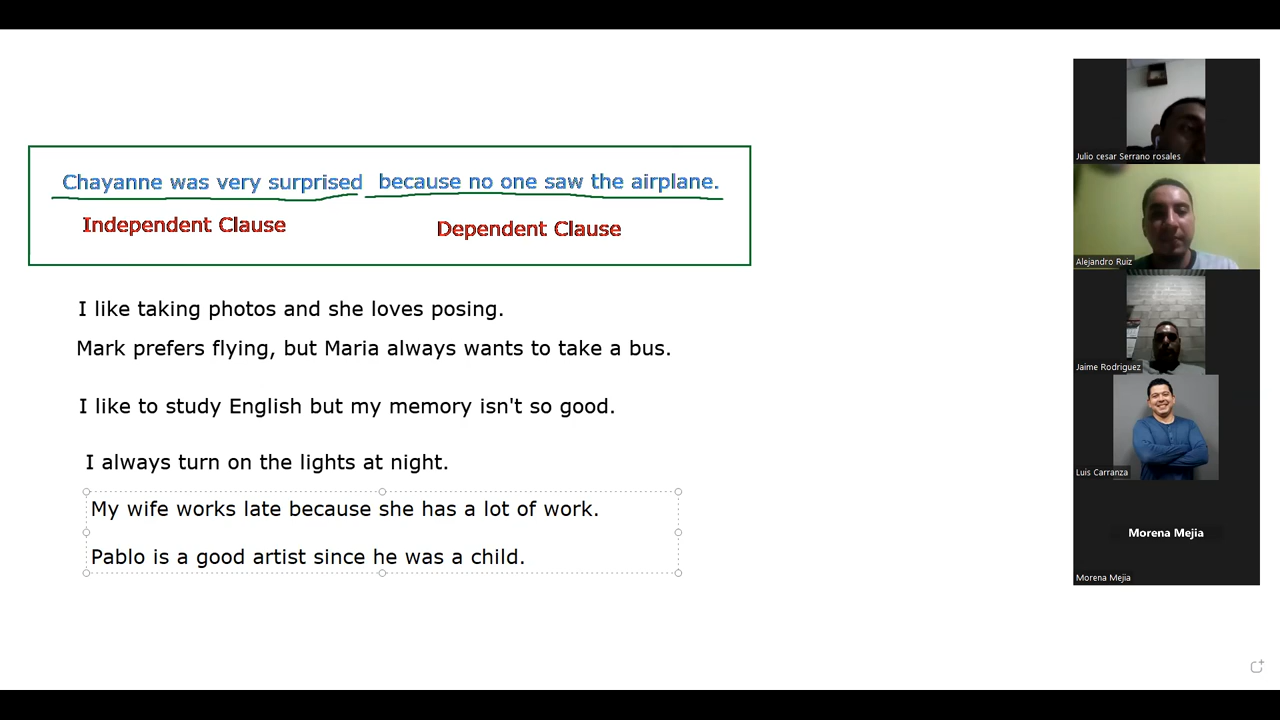 Chayanne was very surprised because no one saw the airplane.
Independent Clause Dependent Clause
I like taking photos and she loves posing.
Mark prefers flying, but Maria always wants to take a bus.
I like to study English but my memory isn't so good.
I always turn on the lights at night.
My wife works late because she has a lot of work.
Pablo is a good artist since he was a child.
Julio cesar Serrano rosales
Alejandro Ruiz
Jaime Rodriguez
Luis Carranza
Morena Mejia
Morena Mejia